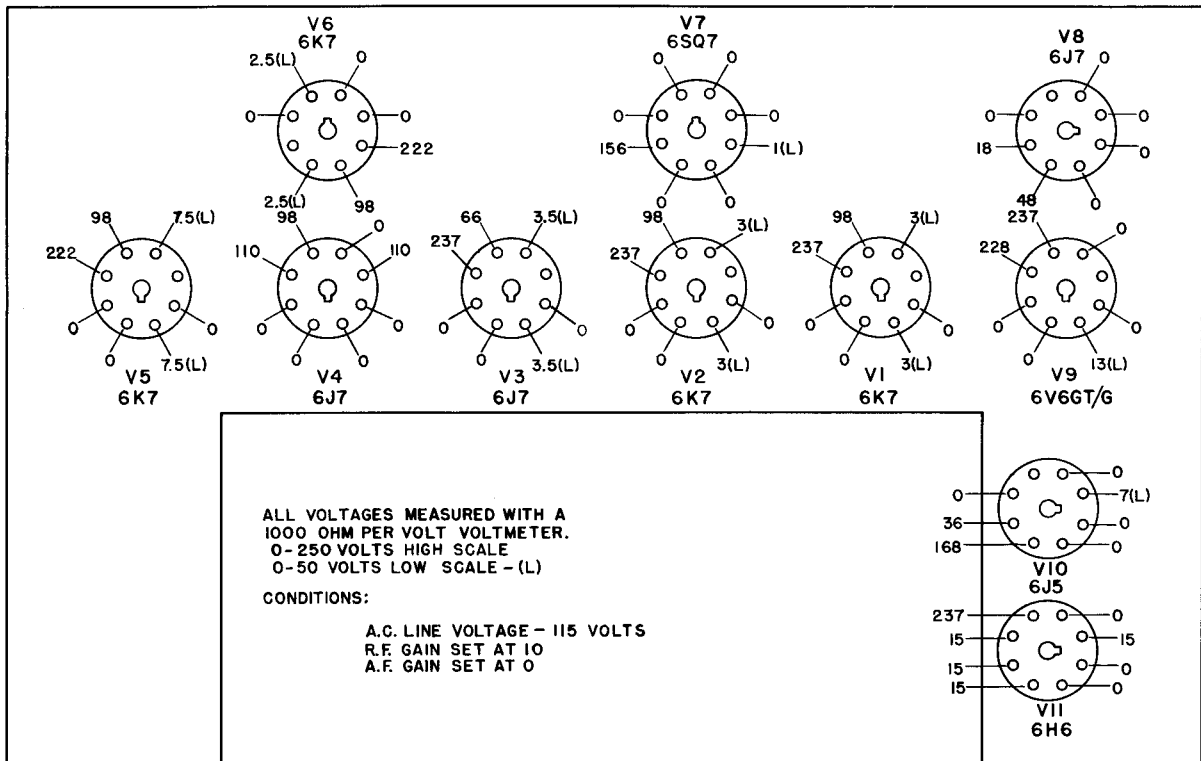 V6
6K7
2.5(L) 0
0 0
222
2.5(L) 98
V7
6SQ7
0 0
0 0
156 1(L)
0 0
V8
6J7
0
0
18 0
48 0
98 7.5(L)
222
0 0
0 7.5(L)
V5
6K7
98 0
110 110
0 0
0 0
V4
6J7
66 3.5(L)
237
0 0
0 3.5(L)
V3
6J7
98 3(L)
237
0 0
0 3(L)
V2
6K7
98 3(L)
237
0 0
0 3(L)
V1
6K7
237 0
228
0 0
0 13(L)
V9
6V6GT/G
0
0 7(L)
36 0
168 0
V10
6J5
237 0
15 15
15 0
15 0
V11
6H6
ALL VOLTAGES MEASURED WITH A
1000 OHM PER VOLT VOLTMETER.
0-250 VOLTS HIGH SCALE
0-50 VOLTS LOW SCALE-(L)
CONDITIONS:
A.C. LINE VOLTAGE-115 VOLTS
R.F. GAIN SET AT 10
A.F. GAIN SET AT 0